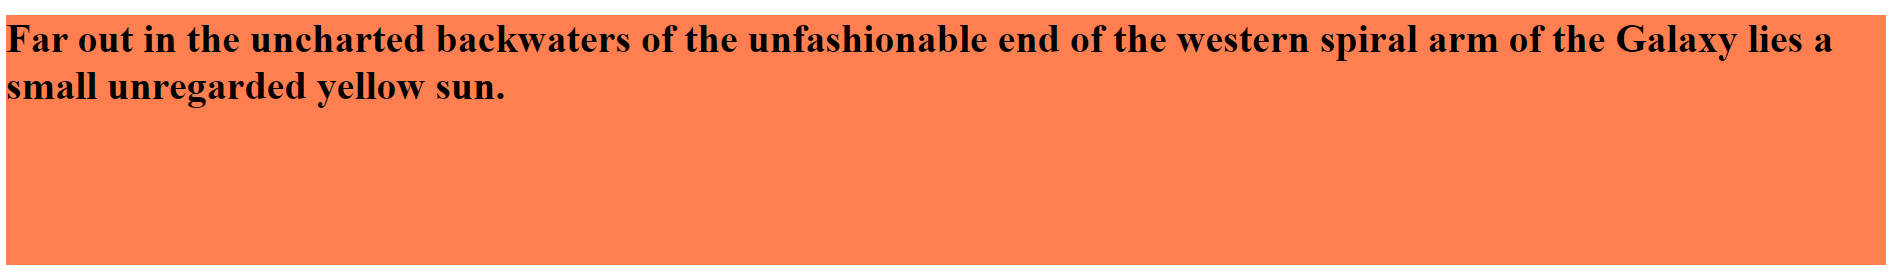 Far out in the uncharted backwaters of the unfashionable end of the western spiral arm of the Galaxy lies a
small unregarded yellow sun.